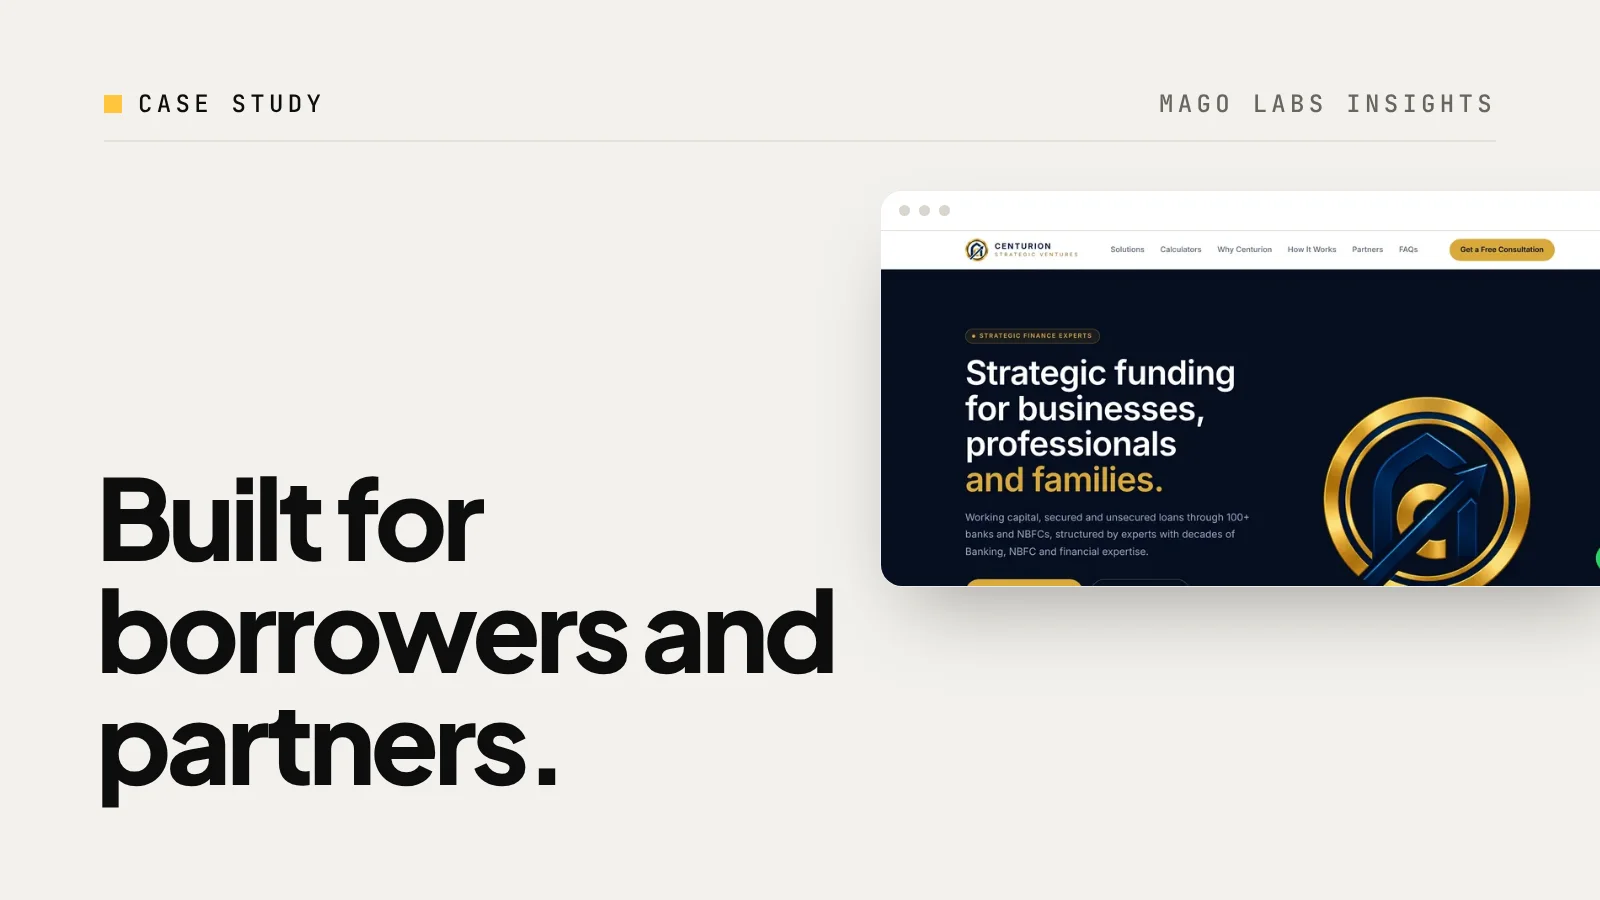 CASE STUDY
MAGO LABS INSIGHTS
CENTURION
STRATEGIC VENTURES
Solutions Calculators Why Centurion How It Works Partners FAQs
Get a Free Consultation
STRATEGIC FINANCE EXPERTS
Strategic funding
for businesses,
professionals
and families.
Working capital, secured and unsecured loans through 100+
banks and NBFCs, structured by experts with decades of
Banking, NBFC and financial expertise.
Built for
borrowers and
partners.